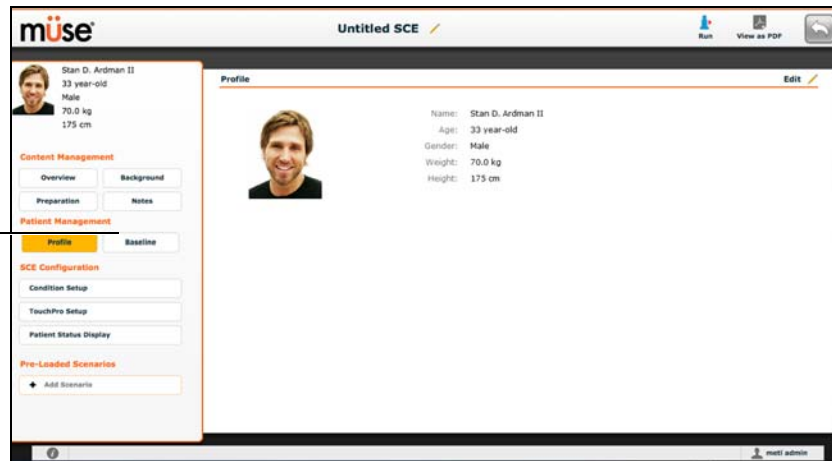 müse
Untitled SCE
Run
View as PDF
Stan D. Ardman II
33 year-old
Male
70.0 kg
175 cm
Content Management
Overview Background
Preparation Notes
Patient Management
Profile Baseline
SCE Configuration
Condition Setup
TouchPro Setup
Patient Status Display
Pre-Loaded Scenarios
Add Scenario
Profile Edit
Name: Stan D. Ardman II
Age: 33 year-old
Gender: Male
Weight: 70.0 kg
Height: 175 cm
meti admin